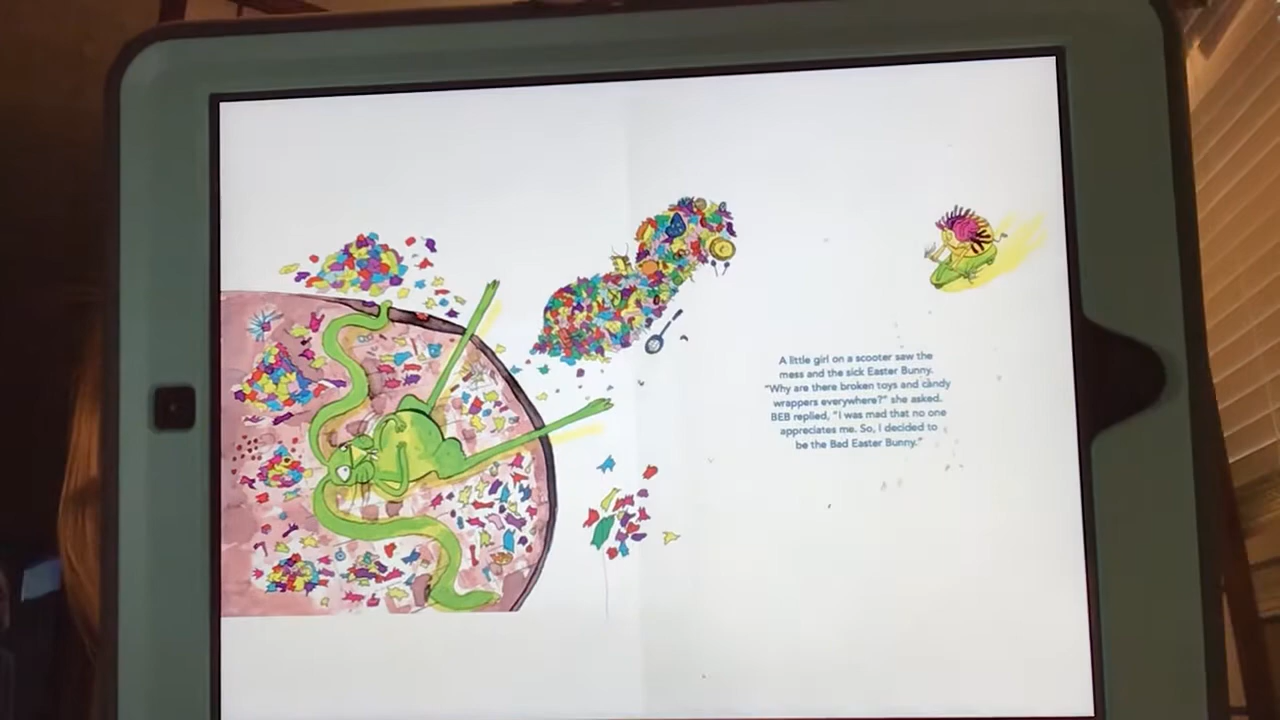 A little girl on a scooter saw the
mess and the sick Easter Bunny.
"Why are there broken toys and candy
wrappers everywhere?" she asked.
BEB replied, "I was mad that no one
appreciates me. So, I decided to
be the Bad Easter Bunny."